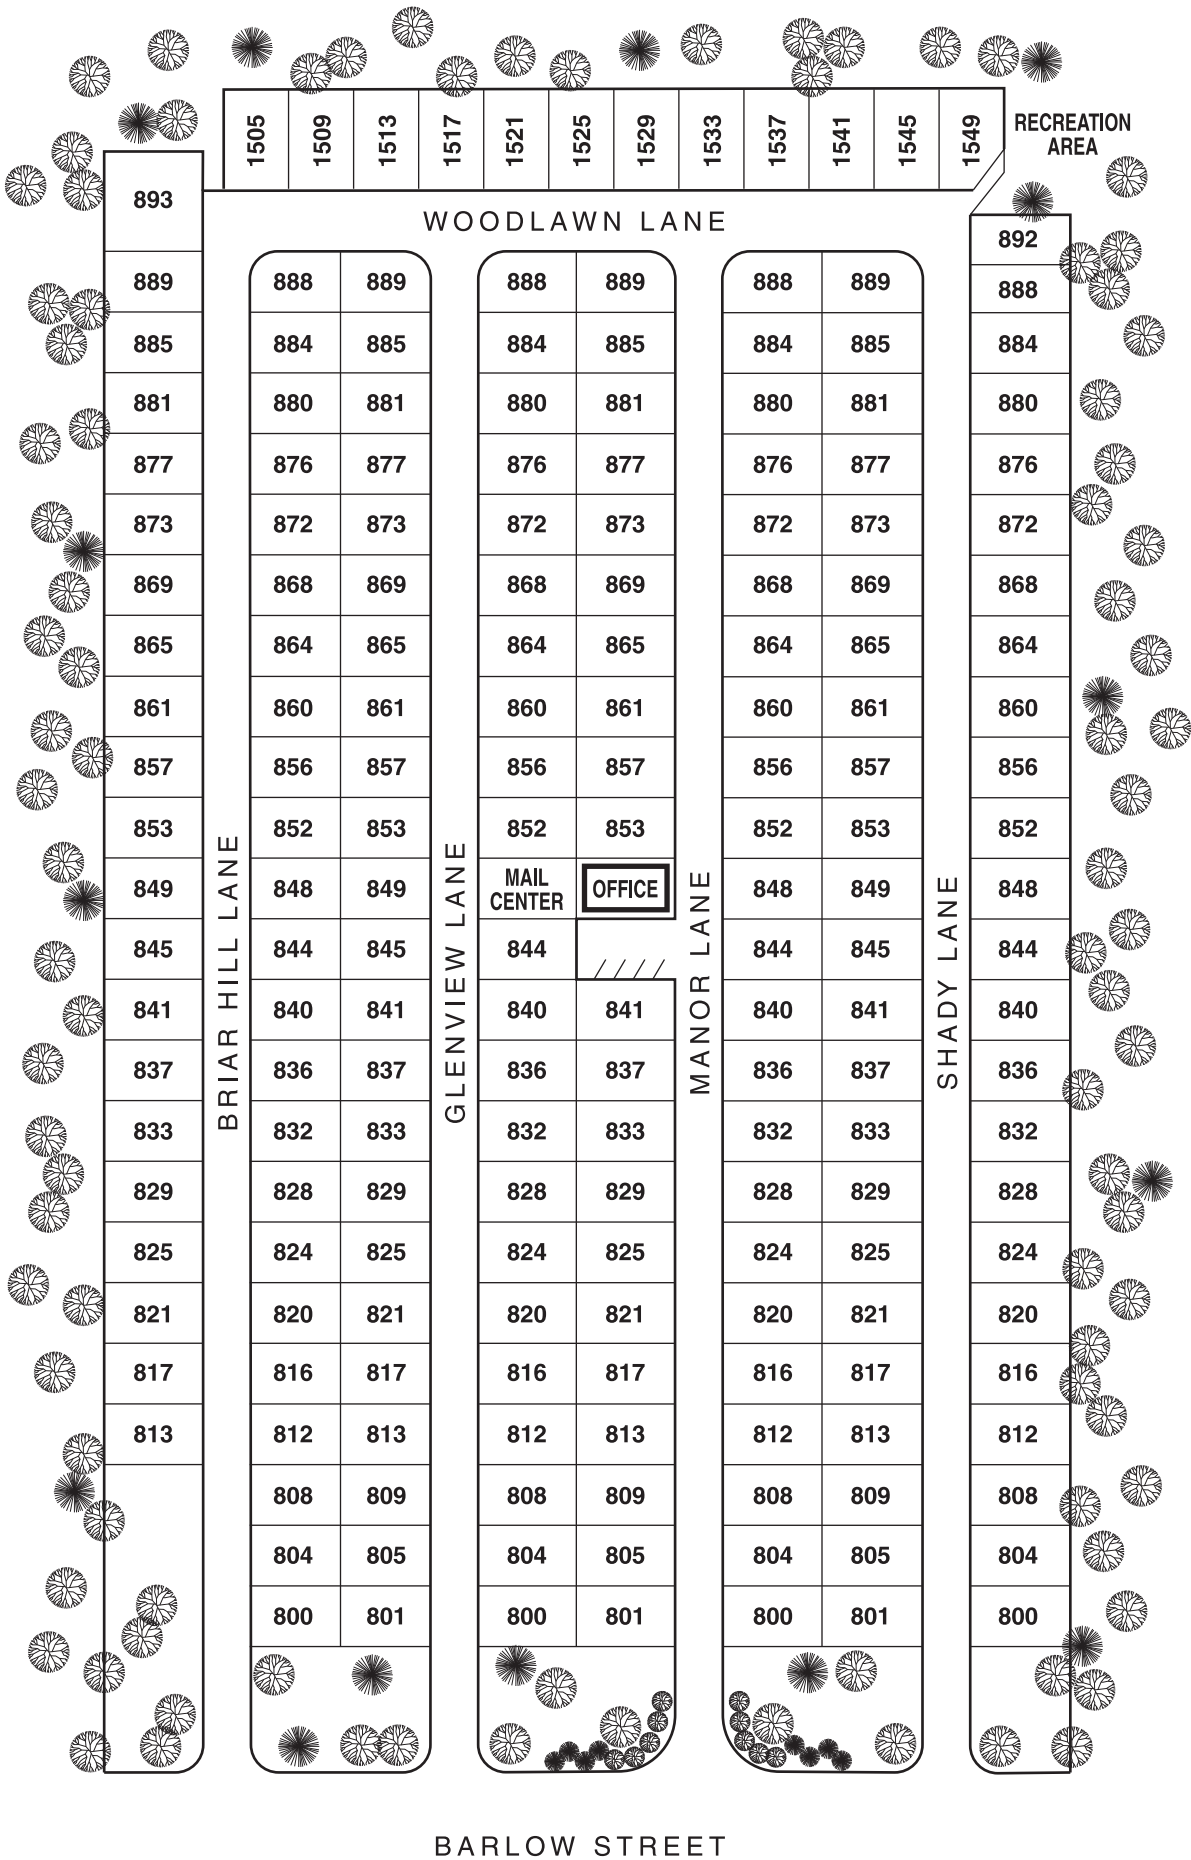 1505 1509 1513 1517 1521 1525 1529 1533 1537 1541 1545 1549
RECREATION
AREA
893
WOODLAWN LANE
892
889 888 889 888 889 888 889 888
885 884 885 884 885 884 885 884
881 880 881 880 881 880 881 880
877 876 877 876 877 876 877 876
873 872 873 872 873 872 873 872
869 868 869 868 869 868 869 868
865 864 865 864 865 864 865 864
861 860 861 860 861 860 861 860
857 856 857 856 857 856 857 856
853 852 853 852 853 852 853 852
849 848 849 MAIL CENTER OFFICE 848 849 848
BRIAR HILL LANE
GLENVIEW LANE
MANOR LANE
SHADY LANE
845 844 845 844 844 845 844
841 840 841 840 841 840 841 840
837 836 837 836 837 836 837 836
833 832 833 832 833 832 833 832
829 828 829 828 829 828 829 828
825 824 825 824 825 824 825 824
821 820 821 820 821 820 821 820
817 816 817 816 817 816 817 816
813 812 813 812 813 812 813 812
808 809 808 809 808 809 808
804 805 804 805 804 805 804
800 801 800 801 800 801 800
BARLOW STREET